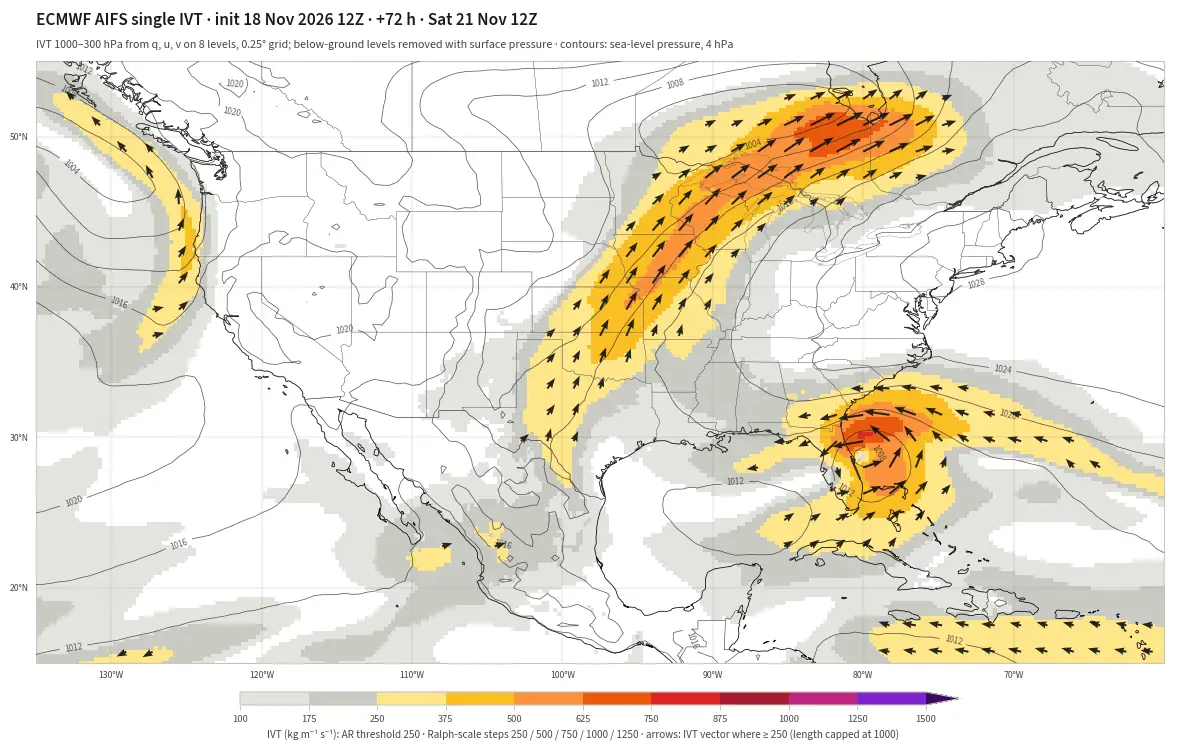 ECMWF AIFS single IVT · init 18 Nov 2026 12Z · +72 h · Sat 21 Nov 12Z
IVT 1000–300 hPa from q, u, v on 8 levels, 0.25° grid; below-ground levels removed with surface pressure · contours: sea-level pressure, 4 hPa
1012
1020
1012
1008
1020
50°N
1004
1004
40°N
1028
1016
1020
1024
1020
30°N
1008
1012
1012
1020
1016
1016
20°N
1012
1012
1016
130°W 120°W 110°W 100°W 90°W 80°W 70°W
100 175 250 375 500 625 750 875 1000 1250 1500
IVT (kg m⁻¹ s⁻¹): AR threshold 250 · Ralph-scale steps 250 / 500 / 750 / 1000 / 1250 · arrows: IVT vector where ≥ 250 (length capped at 1000)